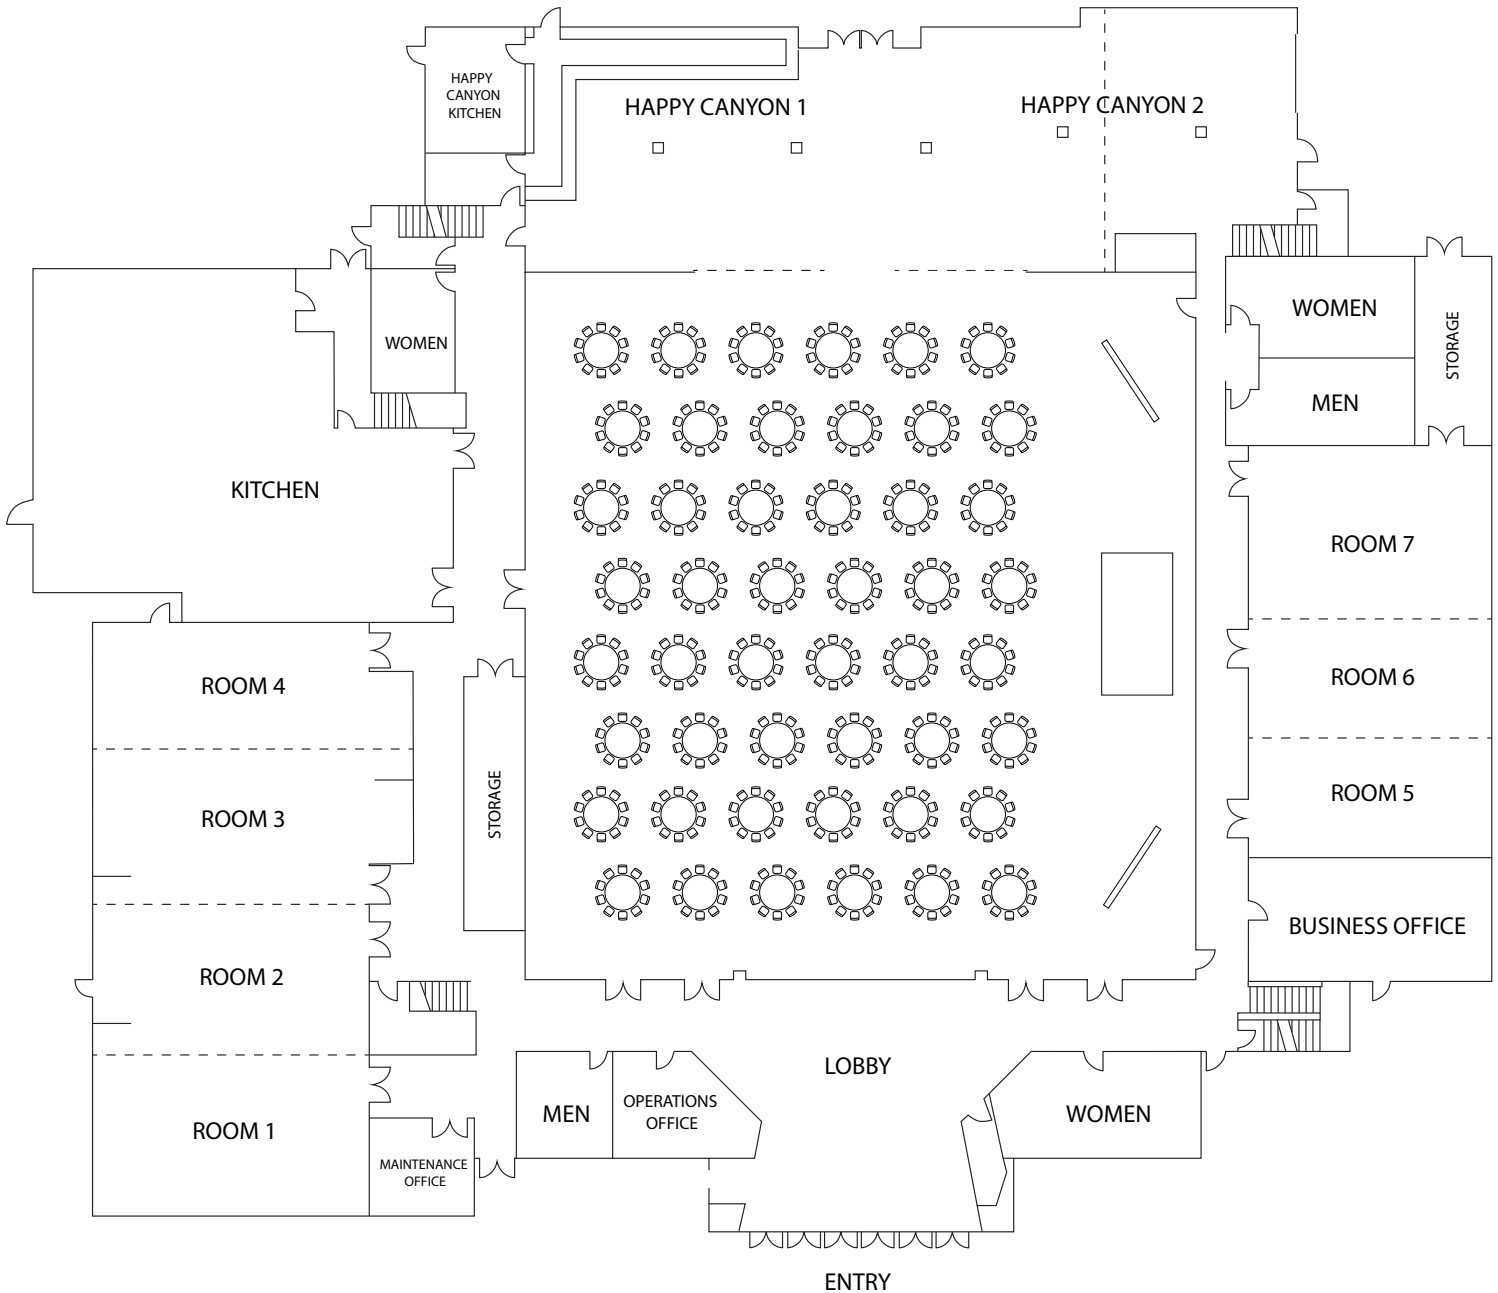 HAPPY
CANYON
KITCHEN
HAPPY CANYON 1
HAPPY CANYON 2
WOMEN
WOMEN
STORAGE
MEN
KITCHEN
ROOM 7
ROOM 4
ROOM 6
ROOM 3
STORAGE
ROOM 5
ROOM 2
BUSINESS OFFICE
LOBBY
ROOM 1
MEN
OPERATIONS
OFFICE
WOMEN
MAINTENANCE
OFFICE
ENTRY